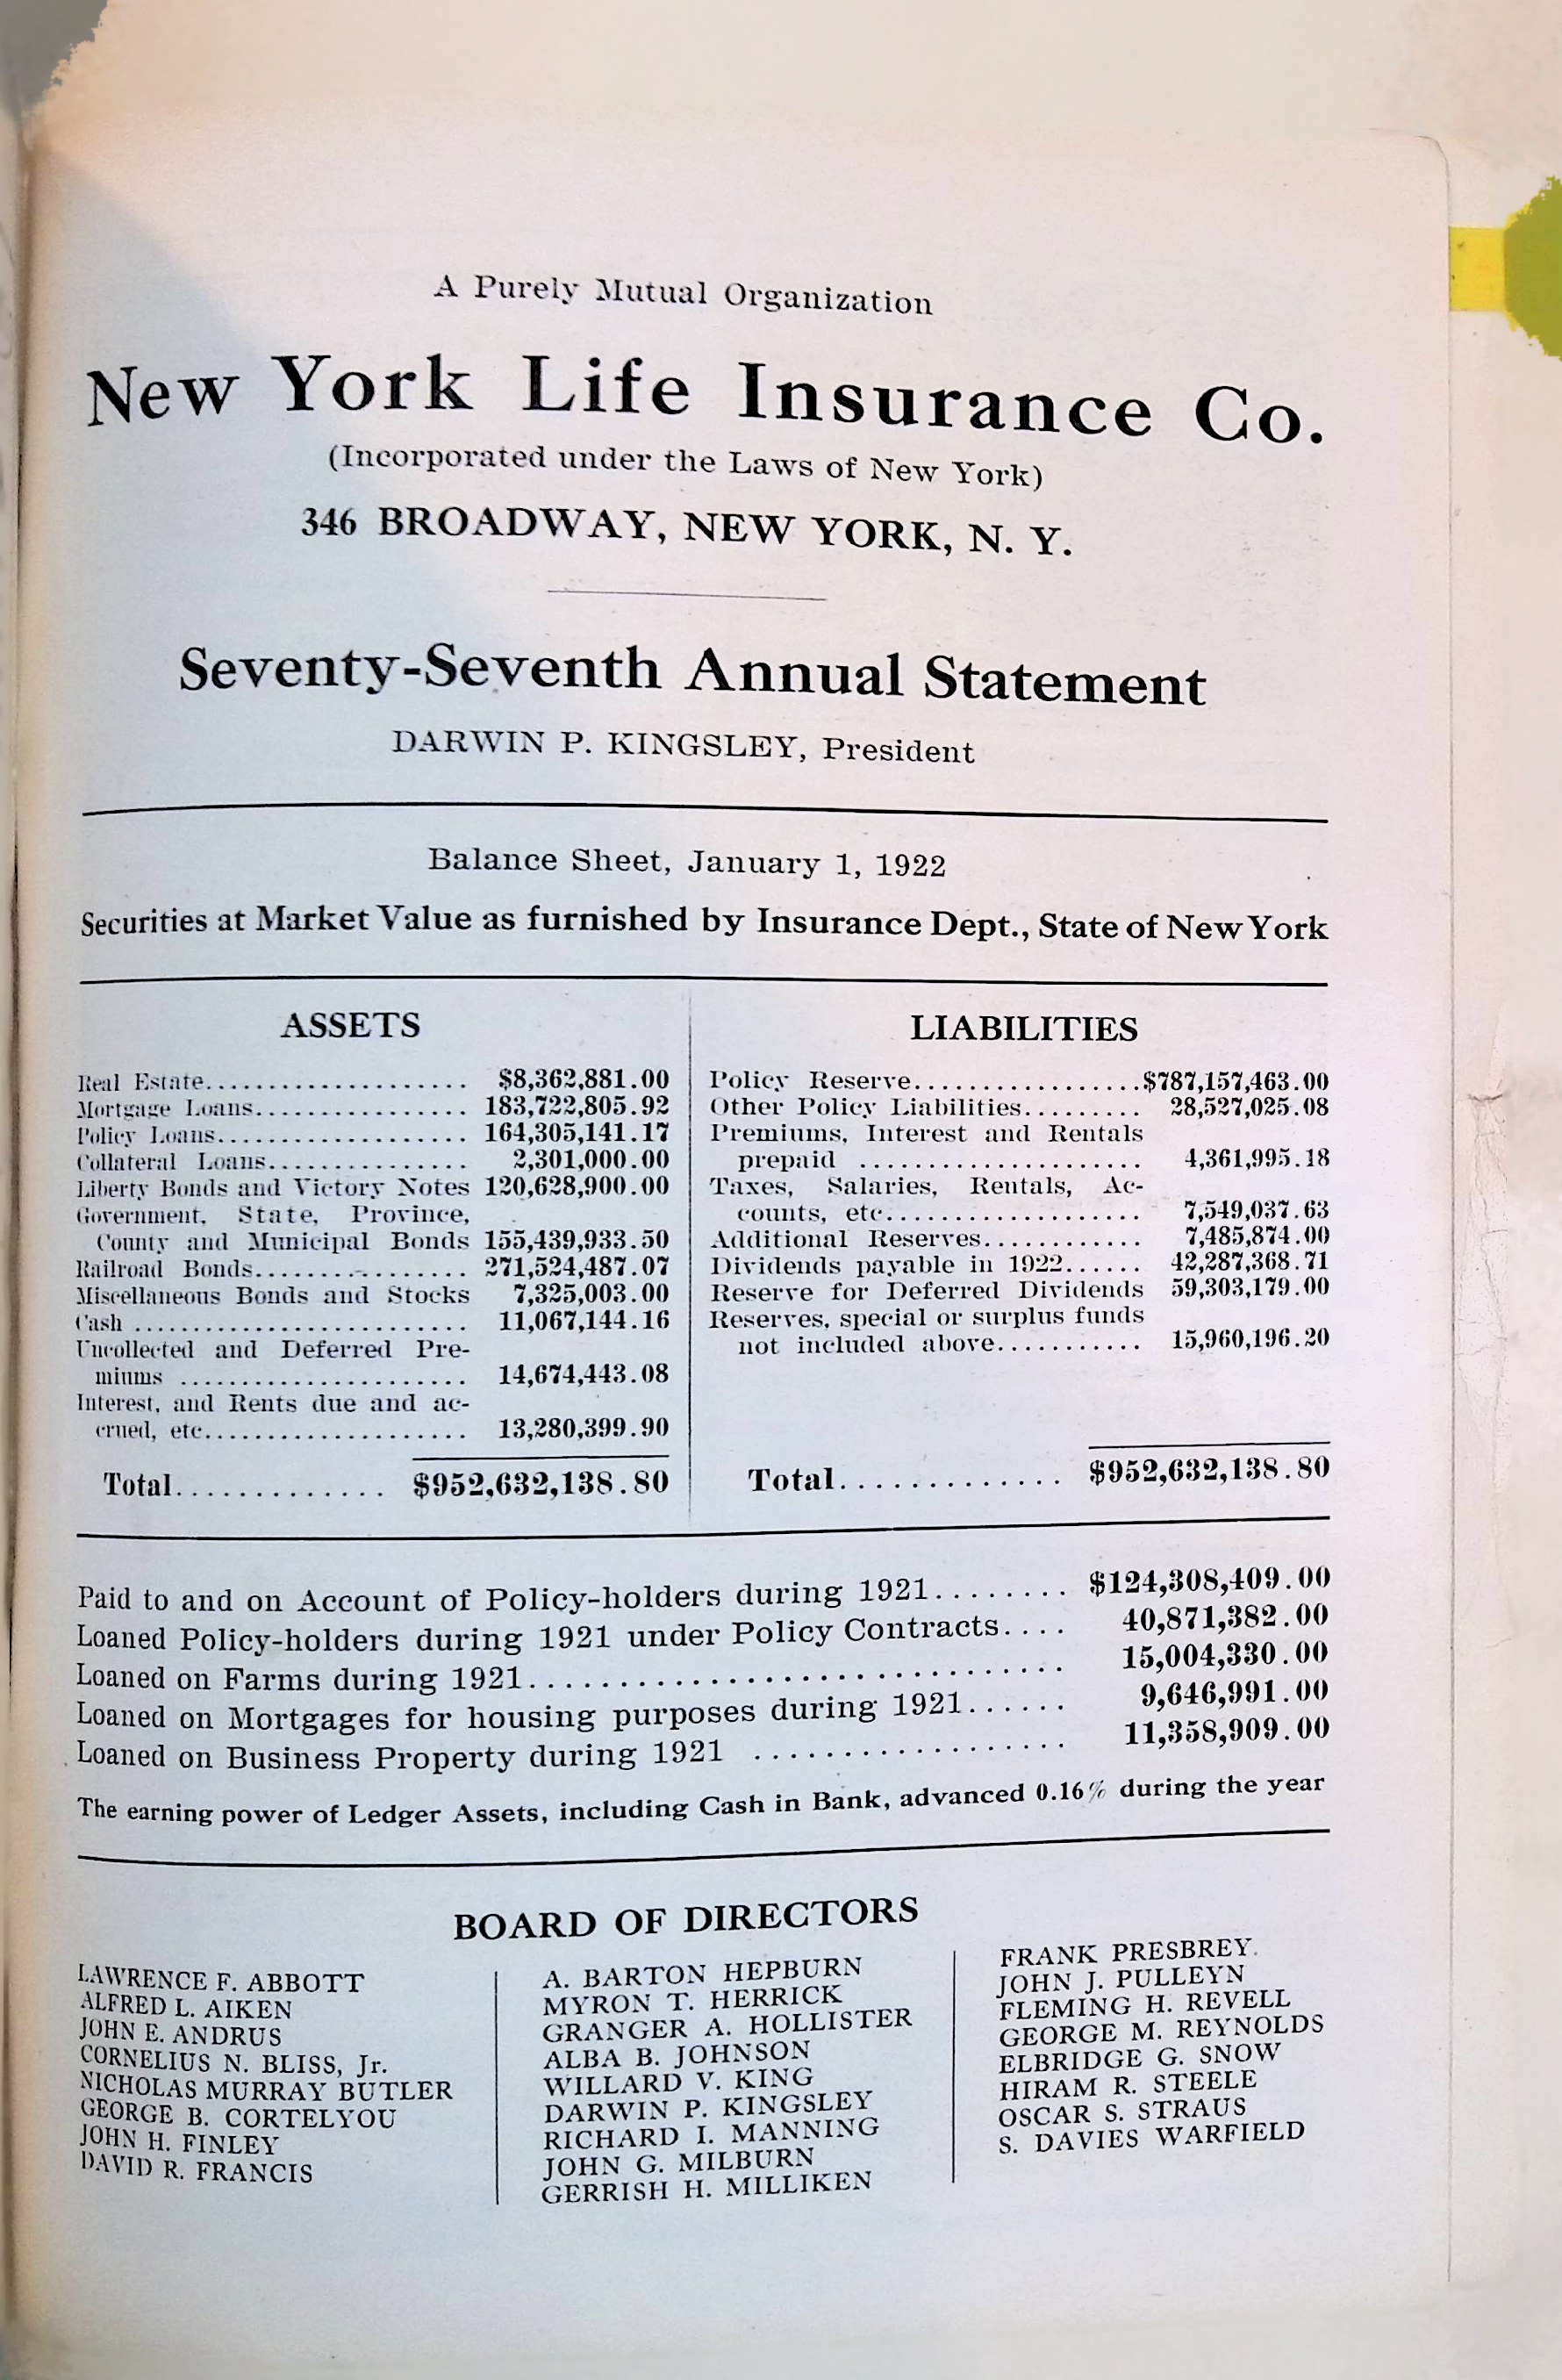 A Purely Mutual Organization
New York Life Insurance Co.
(Incorporated under the Laws of New York)
346 BROADWAY, NEW YORK, N. Y.
Seventy-Seventh Annual Statement
DARWIN P. KINGSLEY, President
Balance Sheet, January 1, 1922
Securities at Market Value as furnished by Insurance Dept., State of New York
ASSETS
Real Estate.................... $8,362,881.00
Mortgage Loans................ 183,722,805.92
Policy Loans................... 164,305,141.17
Collateral Loans............... 2,301,000.00
Liberty Bonds and Victory Notes 120,628,900.00
Government, State, Province,
County and Municipal Bonds 155,439,933.50
Railroad Bonds................ 271,524,487.07
Miscellaneous Bonds and Stocks 7,325,003.00
Cash ......................... 11,067,144.16
Uncollected and Deferred Pre-
miums ...................... 14,674,443.08
Interest, and Rents due and ac-
crued, etc.................... 13,280,399.90
Total............. $952,632,138.80
LIABILITIES
Policy Reserve.................$787,157,463.00
Other Policy Liabilities......... 28,527,025.08
Premiums, Interest and Rentals
prepaid ..................... 4,361,995.18
Taxes, Salaries, Rentals, Ac-
counts, etc................... 7,549,037.63
Additional Reserves............ 7,485,874.00
Dividends payable in 1922...... 42,287,368.71
Reserve for Deferred Dividends 59,303,179.00
Reserves, special or surplus funds
not included above........... 15,960,196.20
Total............. $952,632,138.80
Paid to and on Account of Policy-holders during 1921........ $124,308,409.00
Loaned Policy-holders during 1921 under Policy Contracts.... 40,871,382.00
Loaned on Farms during 1921.............................. 15,004,330.00
Loaned on Mortgages for housing purposes during 1921...... 9,646,991.00
Loaned on Business Property during 1921 .................. 11,358,909.00
The earning power of Ledger Assets, including Cash in Bank, advanced 0.16% during the year
BOARD OF DIRECTORS
LAWRENCE F. ABBOTT
ALFRED L. AIKEN
JOHN E. ANDRUS
CORNELIUS N. BLISS, Jr.
NICHOLAS MURRAY BUTLER
GEORGE B. CORTELYOU
JOHN H. FINLEY
DAVID R. FRANCIS
A. BARTON HEPBURN
MYRON T. HERRICK
GRANGER A. HOLLISTER
ALBA B. JOHNSON
WILLARD V. KING
DARWIN P. KINGSLEY
RICHARD I. MANNING
JOHN G. MILBURN
GERRISH H. MILLIKEN
FRANK PRESBREY
JOHN J. PULLEYN
FLEMING H. REVELL
GEORGE M. REYNOLDS
ELBRIDGE G. SNOW
HIRAM R. STEELE
OSCAR S. STRAUS
S. DAVIES WARFIELD